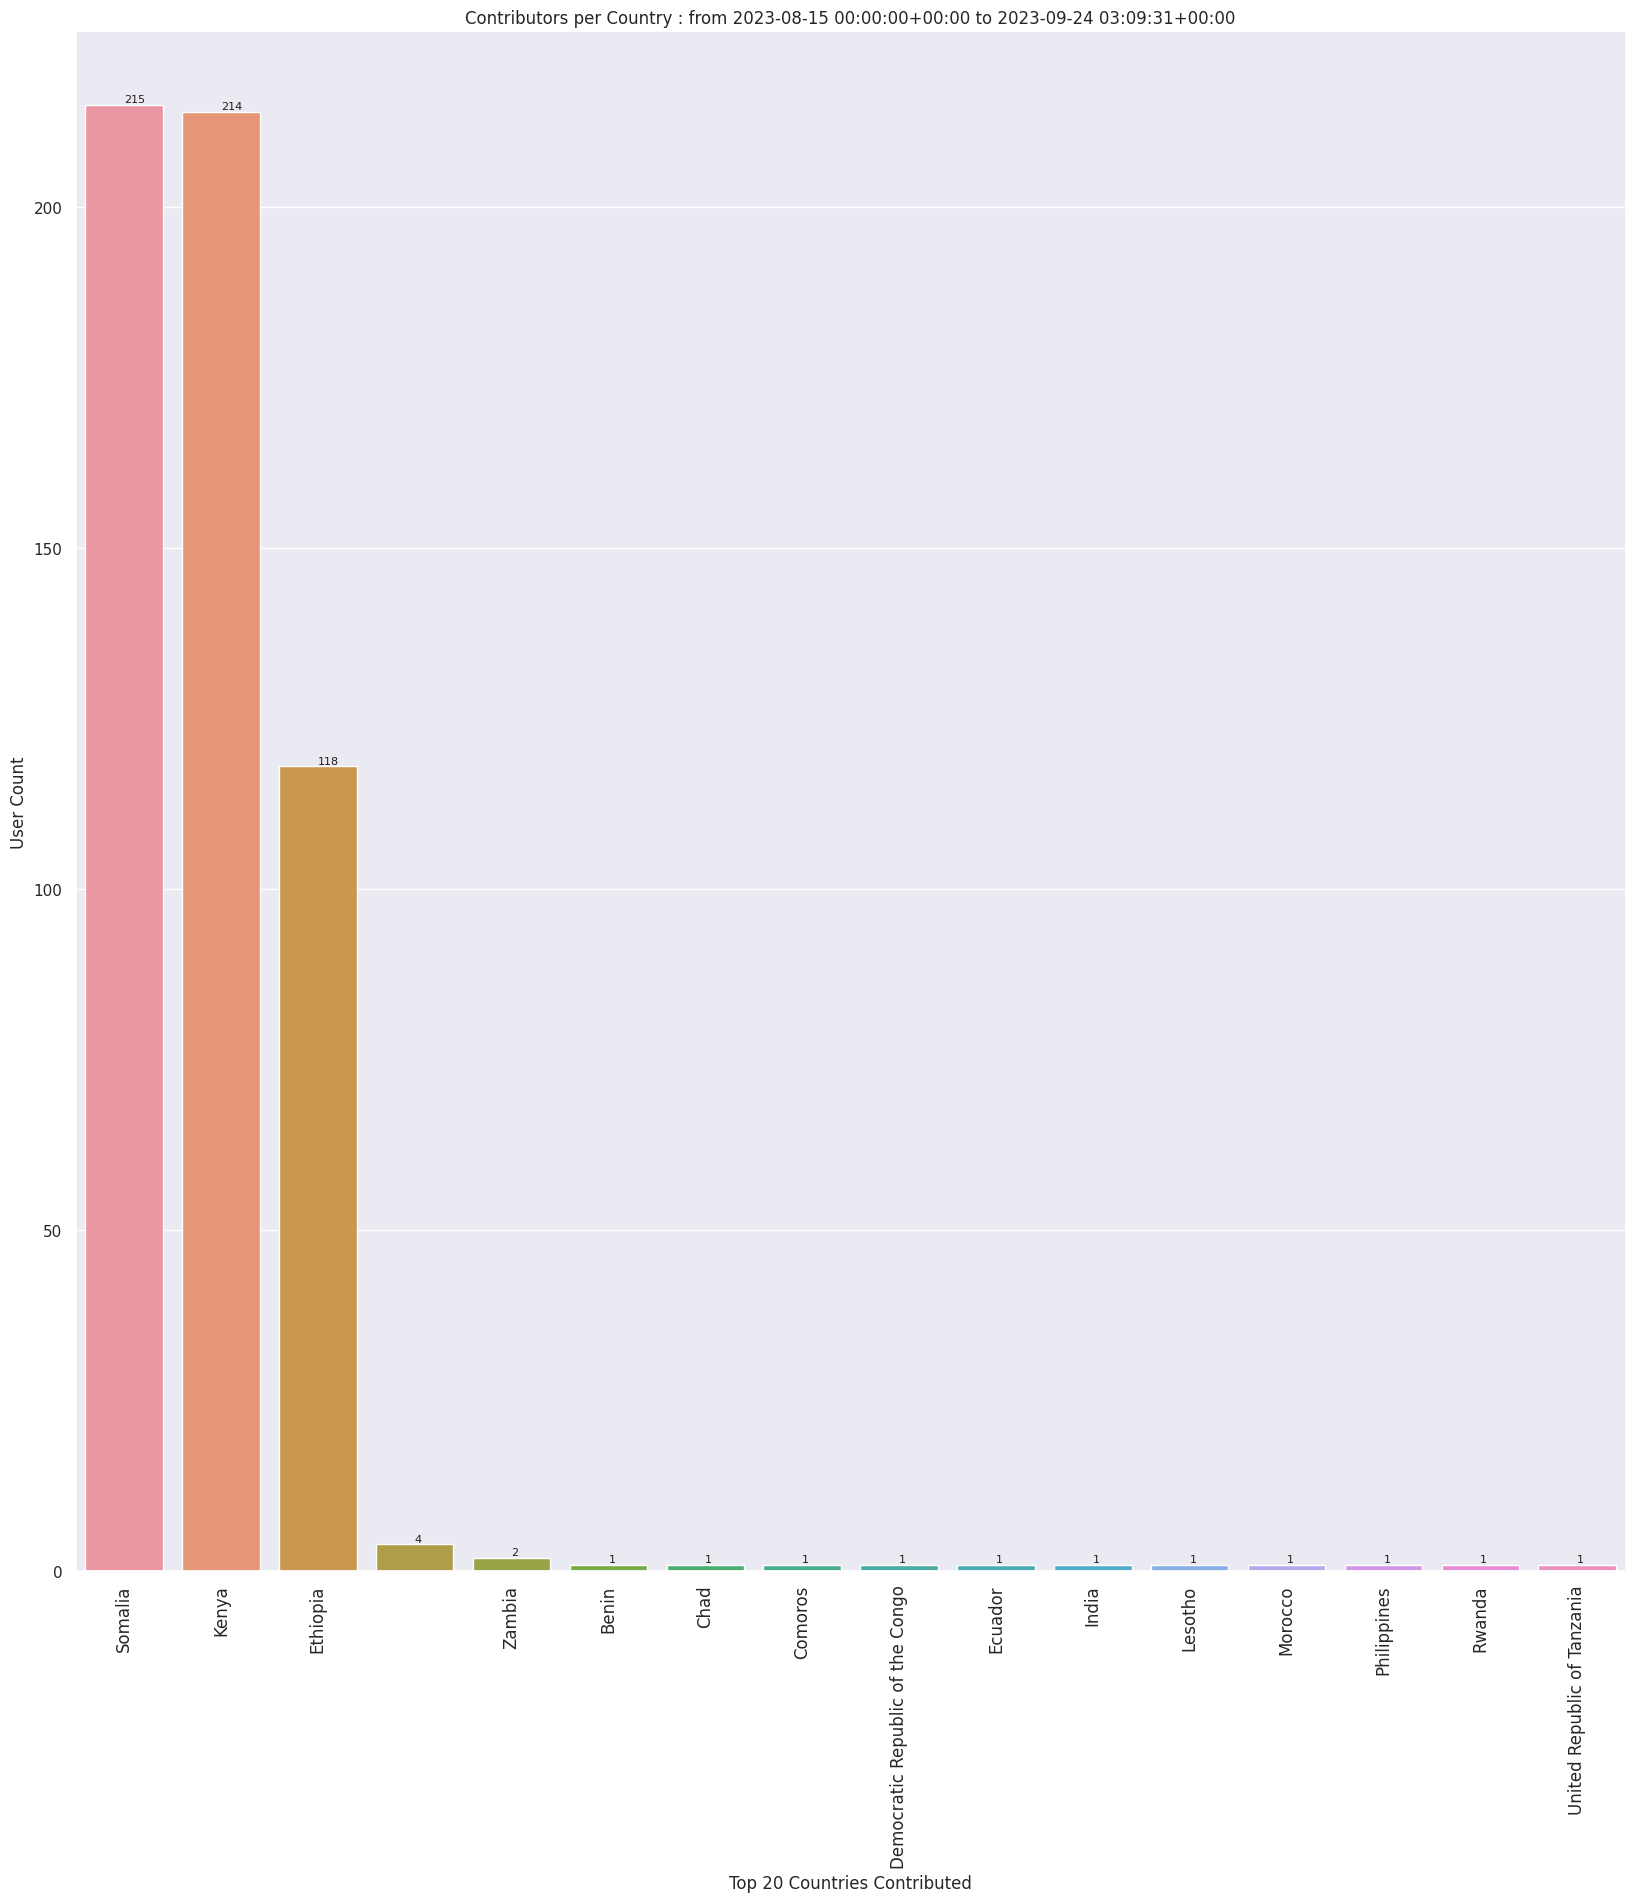 Contributors per Country : from 2023-08-15 00:00:00+00:00 to 2023-09-24 03:09:31+00:00
User Count
200
150
100
50
0
215
214
118
4
2
1
1
1
1
1
1
1
1
1
1
1
Somalia
Kenya
Ethiopia
Zambia
Benin
Chad
Comoros
Democratic Republic of the Congo
Ecuador
India
Lesotho
Morocco
Philippines
Rwanda
United Republic of Tanzania
Top 20 Countries Contributed